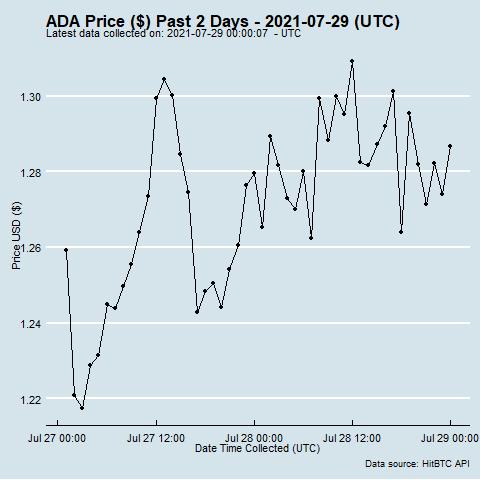 ADA Price ($) Past 2 Days - 2021-07-29 (UTC)
Latest data collected on: 2021-07-29 00:00:07 - UTC
Price USD ($)
1.30
1.28
1.26
1.24
1.22
Jul 27 00:00 Jul 27 12:00 Jul 28 00:00 Jul 28 12:00 Jul 29 00:00
Date Time Collected (UTC)
Data source: HitBTC API